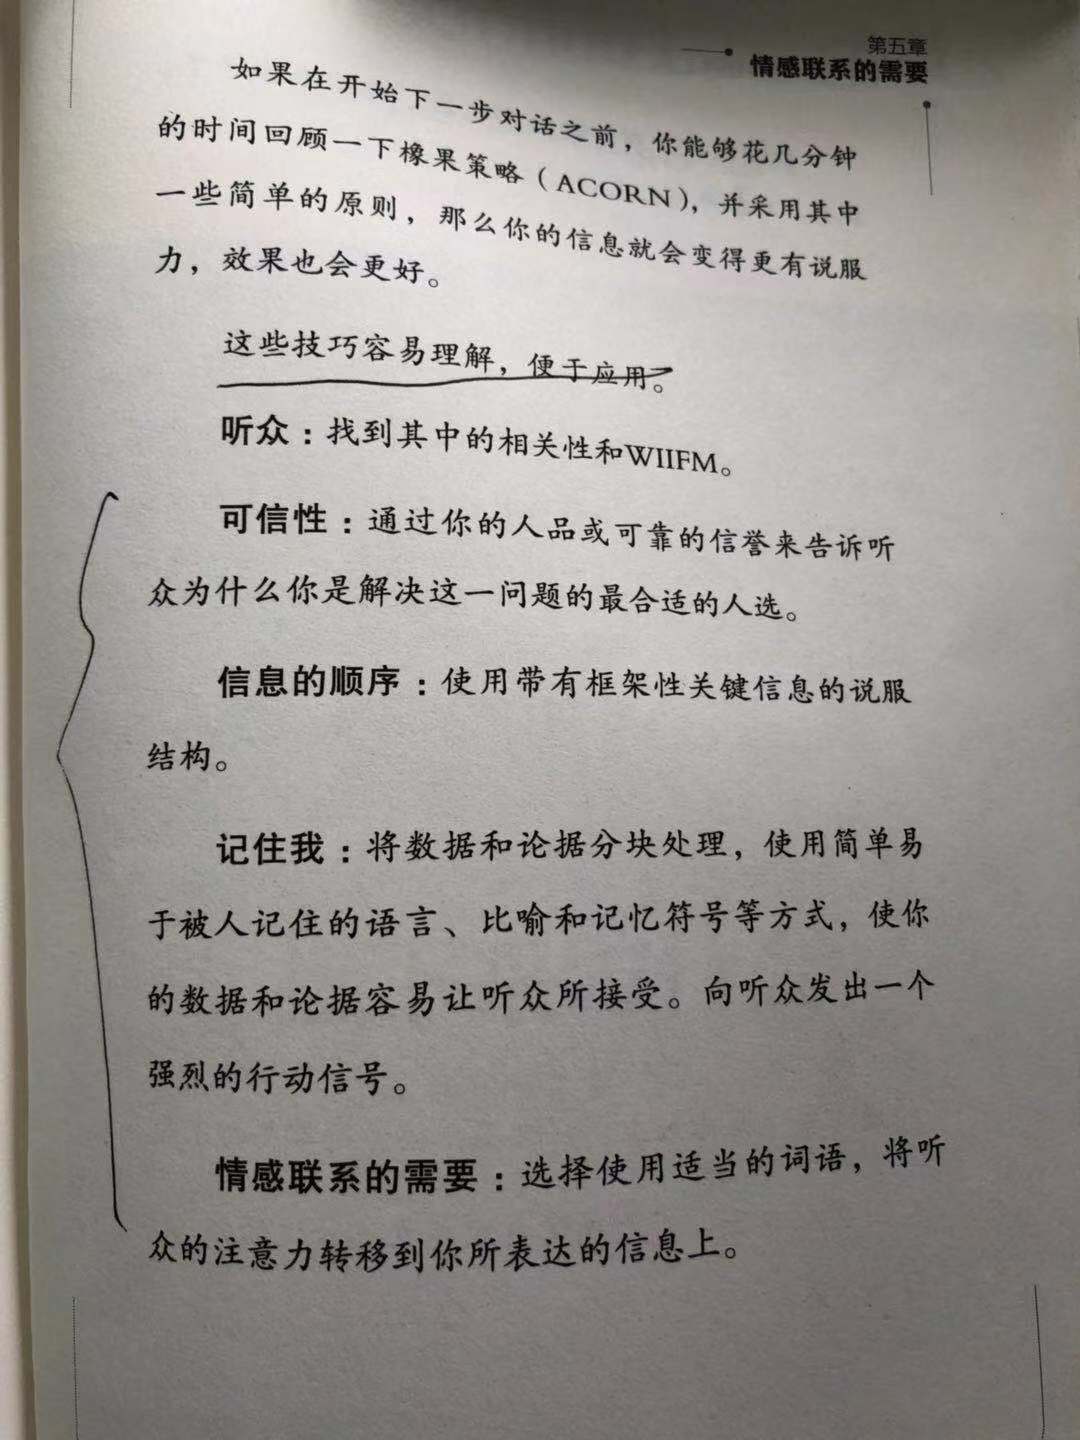 第五章
情感联系的需要
如果在开始下一步对话之前，你能够花几分钟
的时间回顾一下橡果策略（ACORN），并采用其中
一些简单的原则，那么你的信息就会变得更有说服
力，效果也会更好。
这些技巧容易理解，便于应用。
听众：找到其中的相关性和WIIFM。
可信性：通过你的人品或可靠的信誉来告诉听
众为什么你是解决这一问题的最合适的人选。
信息的顺序：使用带有框架性关键信息的说服
结构。
记住我：将数据和论据分块处理，使用简单易
于被人记住的语言、比喻和记忆符号等方式，使你
的数据和论据容易让听众所接受。向听众发出一个
强烈的行动信号。
情感联系的需要：选择使用适当的词语，将听
众的注意力转移到你所表达的信息上。